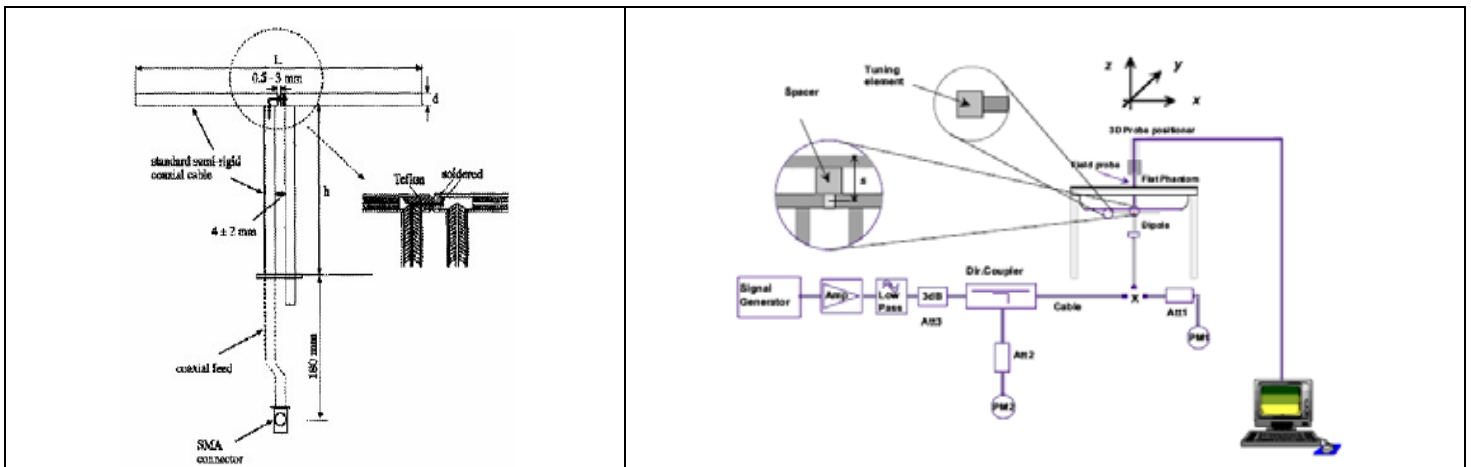 L
0.5 - 3 mm
d
standard semi-rigid
coaxial cable
h
Teflon
soldered
4 ± 2 mm
coaxial feed
160 mm
SMA
connector
Tuning
element
Spacer
s
z
y
x
3D Probe positioner
Field probe
Flat Phantom
Dipole
Signal
Generator
Amp
Low
Pass
3dB
Att3
Dir.Coupler
Cable
X
Att1
PM1
Att2
PM2